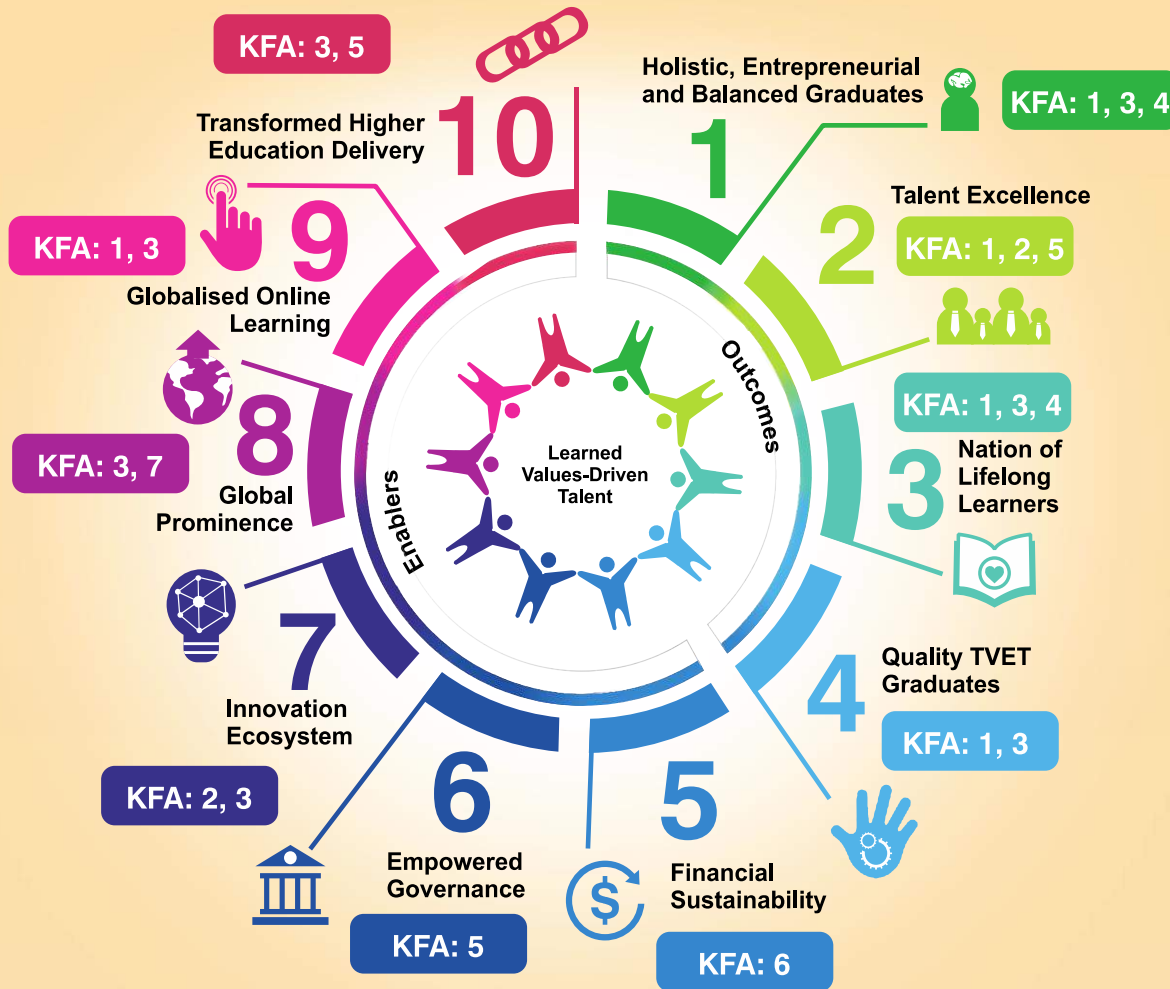 KFA: 3, 5
10
Transformed Higher
Education Delivery
1
Holistic, Entrepreneurial
and Balanced Graduates
KFA: 1, 3, 4
2
Talent Excellence
KFA: 1, 2, 5
3
KFA: 1, 3, 4
Nation of
Lifelong
Learners
4
Quality TVET
Graduates
KFA: 1, 3
5
Financial
Sustainability
$
KFA: 6
6
Empowered
Governance
KFA: 5
7
Innovation
Ecosystem
KFA: 2, 3
8
Global
Prominence
KFA: 3, 7
9
Globalised Online
Learning
KFA: 1, 3
Outcomes
Enablers
Learned
Values-Driven
Talent